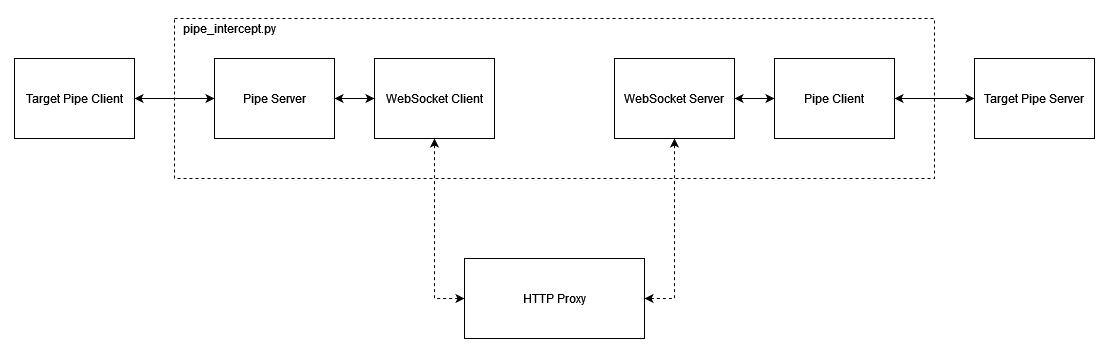 pipe_intercept.py
Target Pipe Client
Pipe Server
WebSocket Client
WebSocket Server
Pipe Client
Target Pipe Server
HTTP Proxy